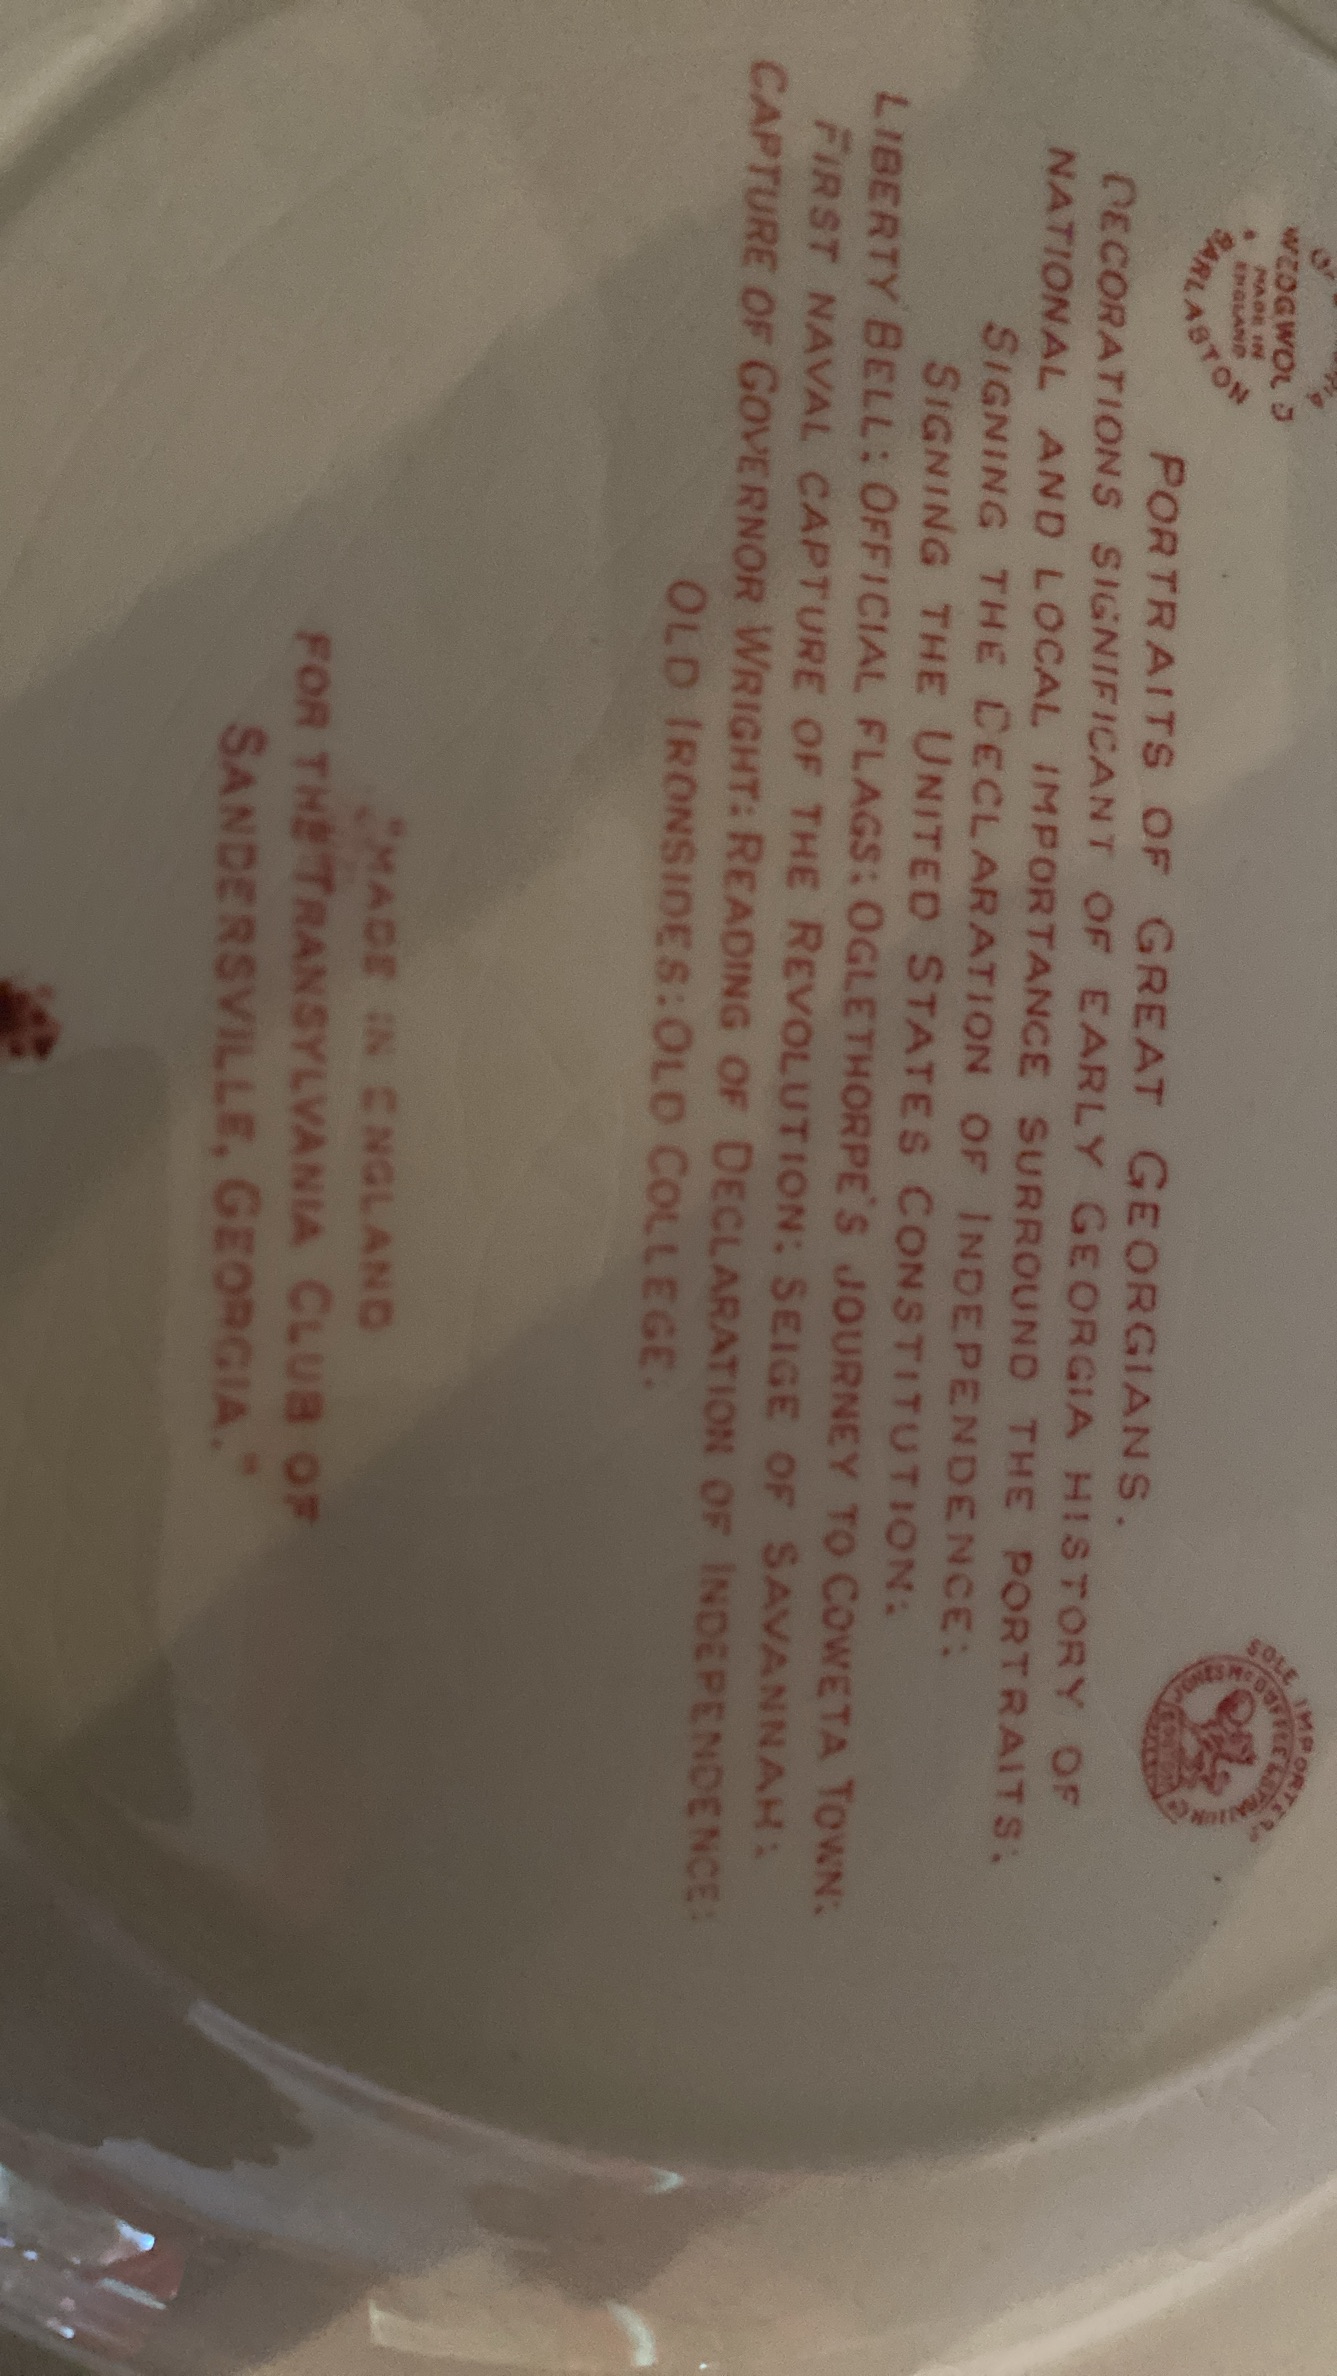 WEDGWOOD
MADE IN
ENGLAND
BARLASTON
SOLE IMPORTERS
JONES McDUFFEE & STRATTON CO
PORTRAITS OF GREAT GEORGIANS.
DECORATIONS SIGNIFICANT OF EARLY GEORGIA HISTORY OF
NATIONAL AND LOCAL IMPORTANCE SURROUND THE PORTRAITS.
SIGNING THE DECLARATION OF INDEPENDENCE:
SIGNING THE UNITED STATES CONSTITUTION:
LIBERTY BELL: OFFICIAL FLAGS: OGLETHORPE'S JOURNEY TO COWETA TOWN:
FIRST NAVAL CAPTURE OF THE REVOLUTION: SEIGE OF SAVANNAH:
CAPTURE OF GOVERNOR WRIGHT: READING OF DECLARATION OF INDEPENDENCE:
OLD IRONSIDES: OLD COLLEGE.
"MADE IN ENGLAND
FOR THE TRANSYLVANIA CLUB OF
SANDERSVILLE, GEORGIA."